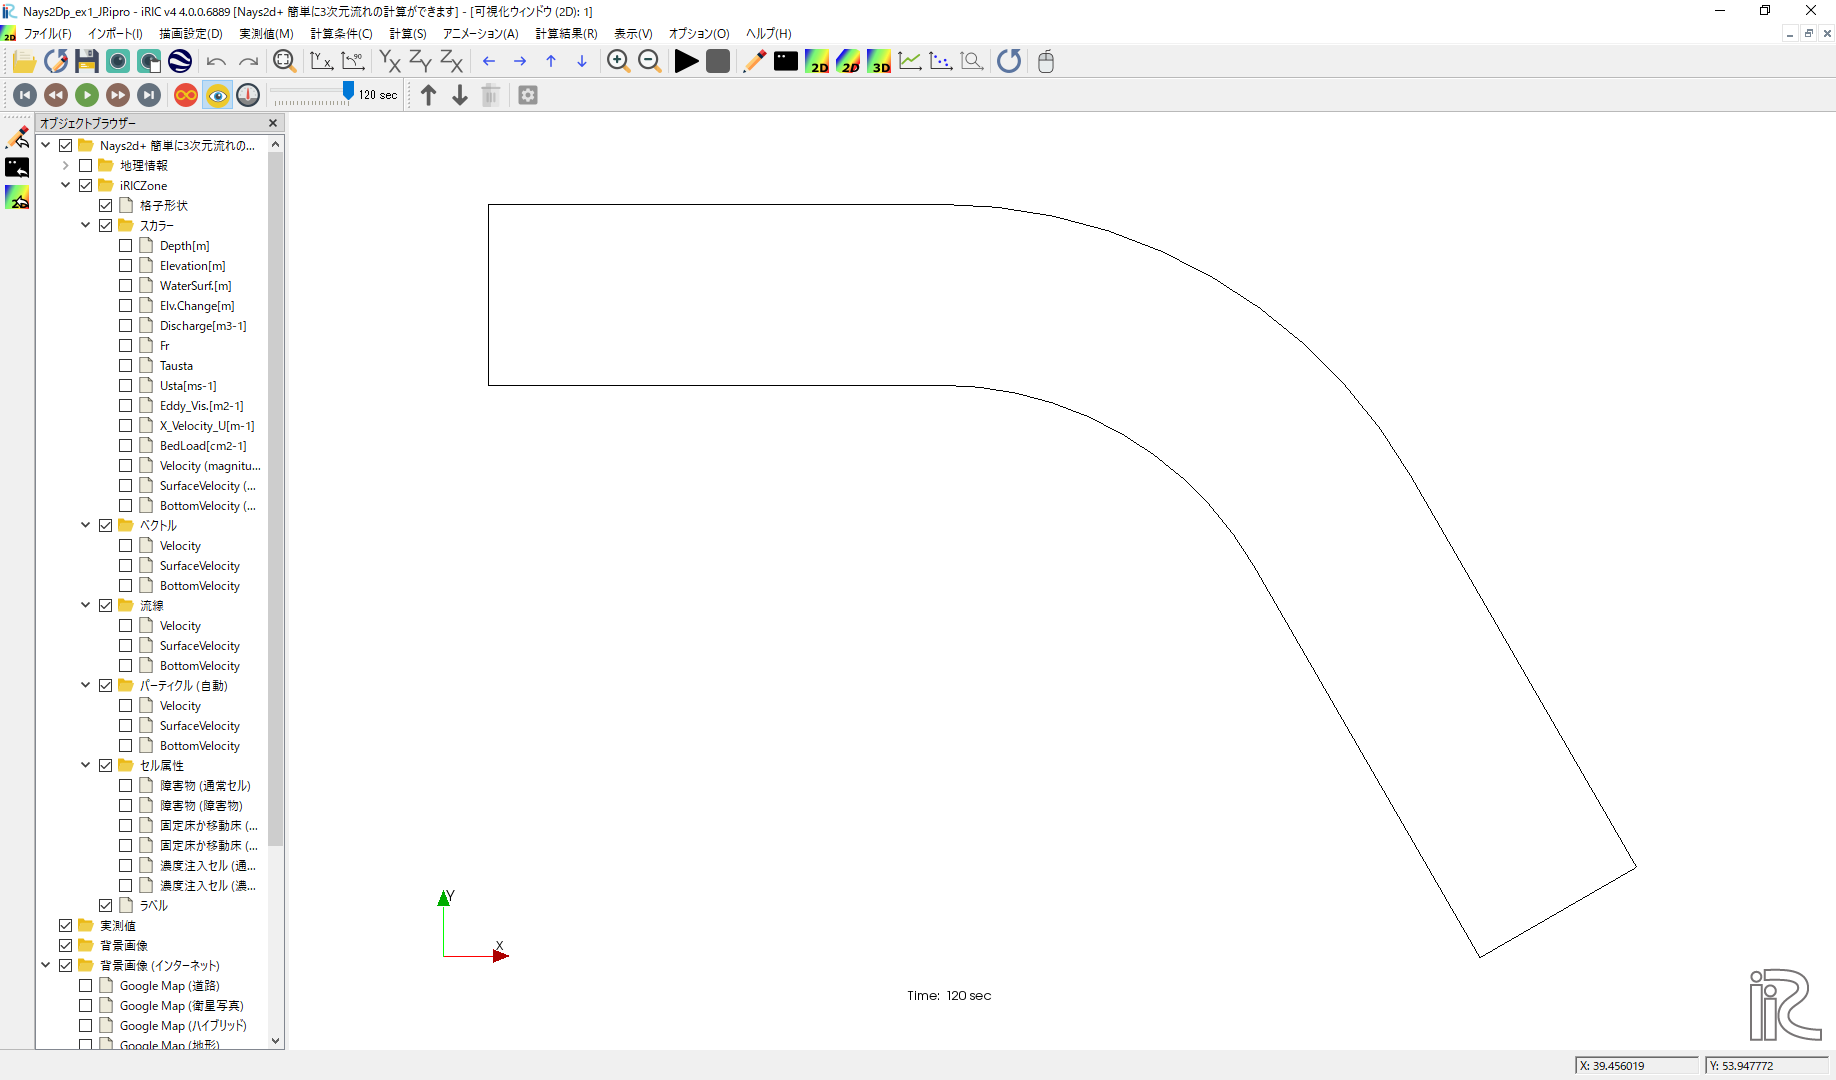 Nays2Dp_ex1_JP.ipro - iRIC v4 4.0.0.6889 [Nays2d+ 簡単に3次元流れの計算ができます] - [可視化ウィンドウ (2D): 1]
ファイル(F) インポート(I) 描画設定(D) 実測値(M) 計算条件(C) 計算(S) アニメーション(A) 計算結果(R) 表示(V) オプション(O) ヘルプ(H)
120 sec
オブジェクトブラウザー
Nays2d+ 簡単に3次元流れの...
地理情報
iRICZone
格子形状
スカラー
Depth[m]
Elevation[m]
WaterSurf.[m]
Elv.Change[m]
Discharge[m3-1]
Fr
Tausta
Usta[ms-1]
Eddy_Vis.[m2-1]
X_Velocity_U[m-1]
BedLoad[cm2-1]
Velocity (magnitu...
SurfaceVelocity (...
BottomVelocity (...
ベクトル
Velocity
SurfaceVelocity
BottomVelocity
流線
Velocity
SurfaceVelocity
BottomVelocity
パーティクル (自動)
Velocity
SurfaceVelocity
BottomVelocity
セル属性
障害物 (通常セル)
障害物 (障害物)
固定床か移動床 (...
固定床か移動床 (...
濃度注入セル (通...
濃度注入セル (濃...
ラベル
実測値
背景画像
背景画像 (インターネット)
Google Map (道路)
Google Map (衛星写真)
Google Map (ハイブリッド)
Google Map (地形)
Y
X
Time: 120 sec
iRIC
X: 39.456019
Y: 53.947772